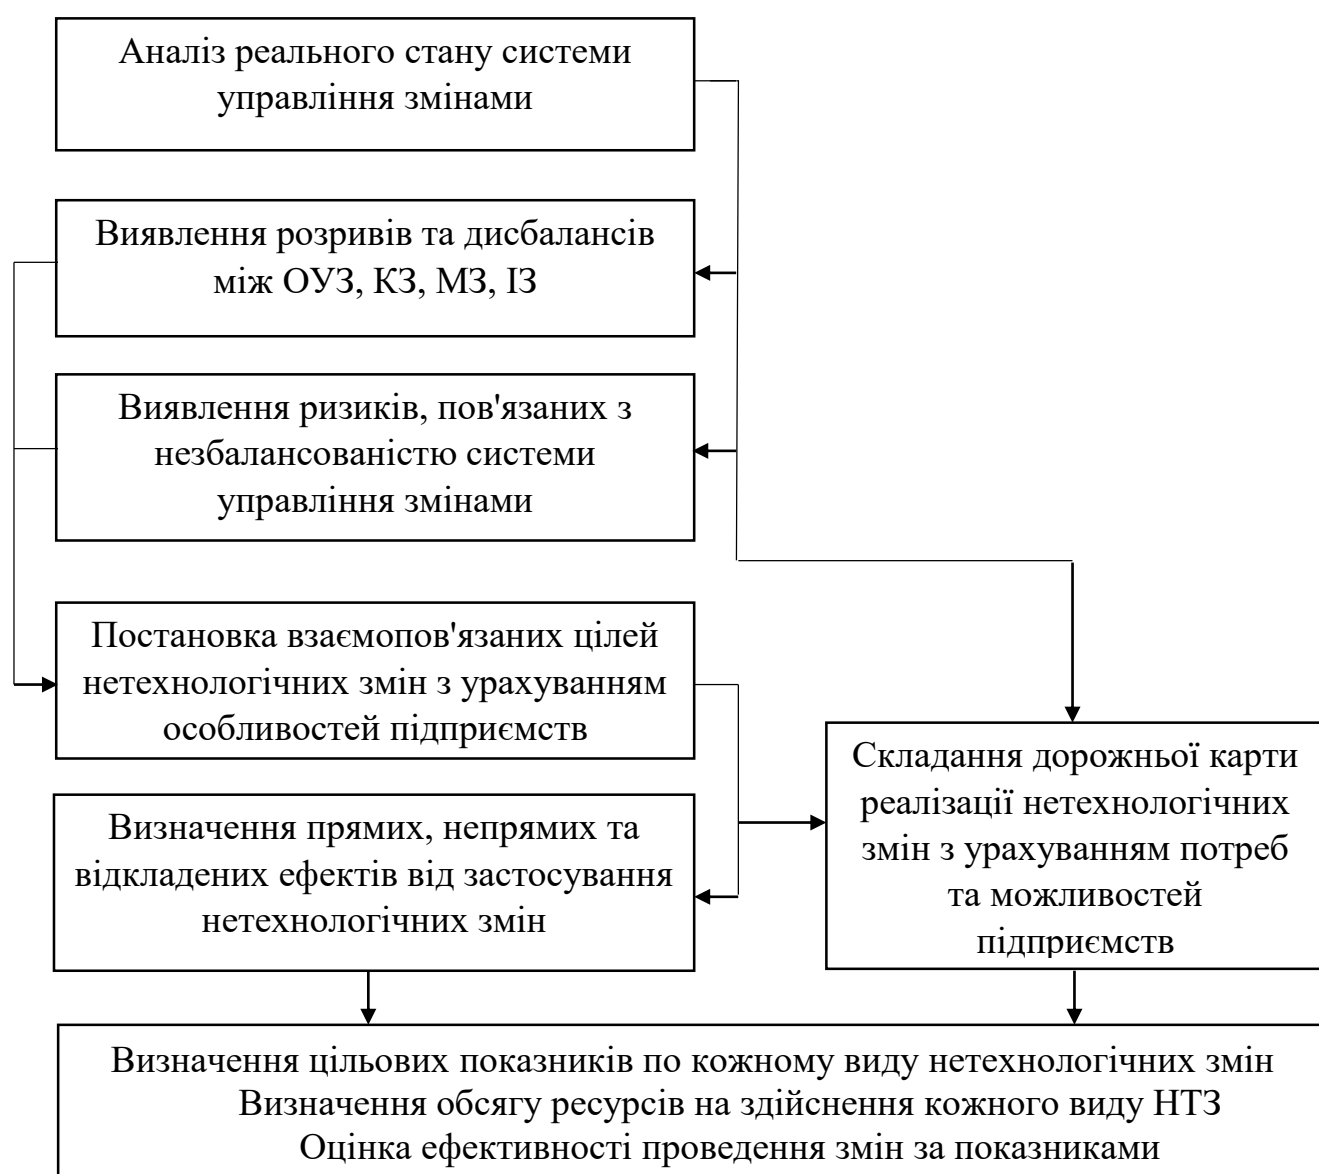 Аналіз реального стану системи
управління змінами
Виявлення розривів та дисбалансів
між ОУЗ, КЗ, МЗ, ІЗ
Виявлення ризиків, пов'язаних з
незбалансованістю системи
управління змінами
Постановка взаємопов'язаних цілей
нетехнологічних змін з урахуванням
особливостей підприємств
Визначення прямих, непрямих та
відкладених ефектів від застосування
нетехнологічних змін
Складання дорожньої карти
реалізації нетехнологічних
змін з урахуванням потреб
та можливостей
підприємств
Визначення цільових показників по кожному виду нетехнологічних змін
Визначення обсягу ресурсів на здійснення кожного виду НТЗ
Оцінка ефективності проведення змін за показниками